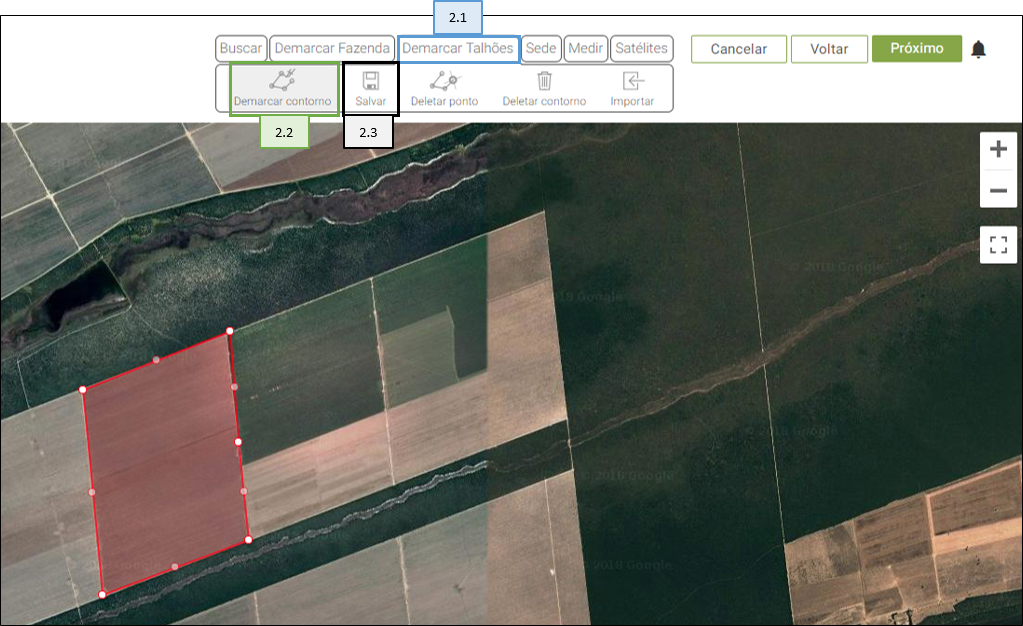 2.1
Buscar Demarcar Fazenda Demarcar Talhões Sede Medir Satélites
Cancelar Voltar Próximo
Demarcar contorno Salvar Deletar ponto Deletar contorno Importar
2.2 2.3
© 2018 Google
2018 Google
© 2018 Google
© 2018 Google
2018 Google